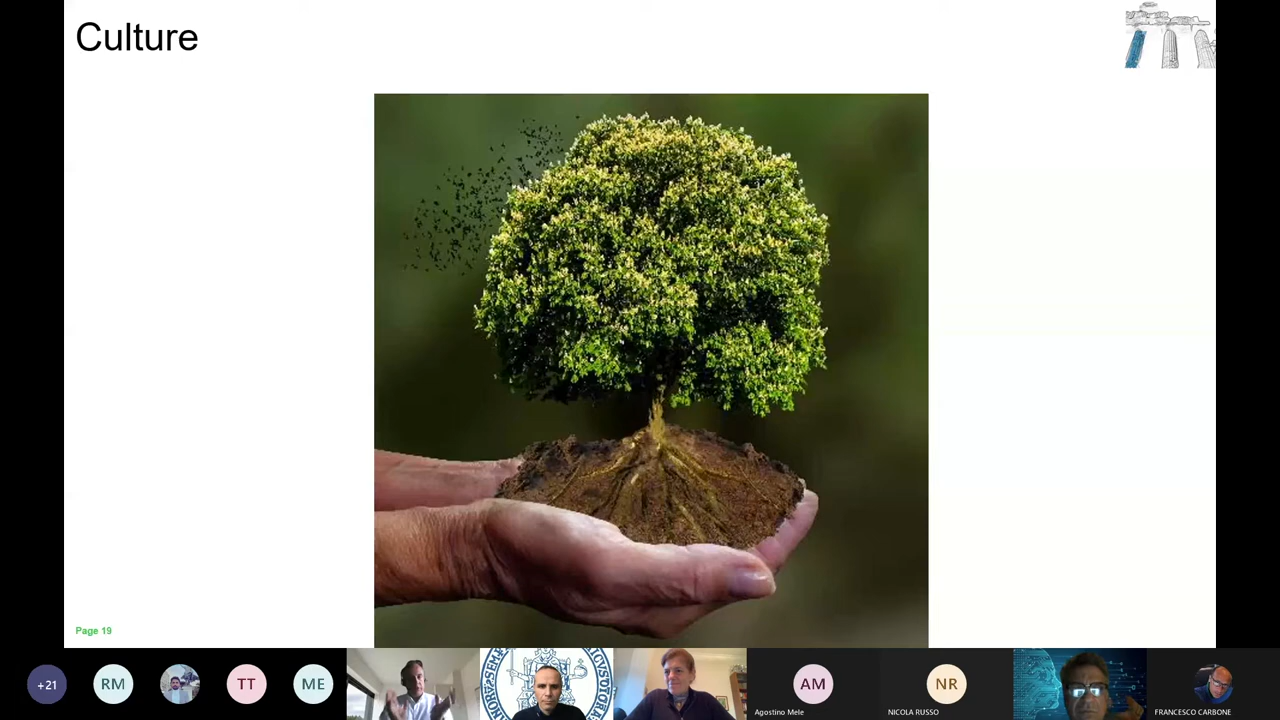 Culture
Page 19
+21
RM
TT
ME
AM
Agostino Mele
NR
NICOLA RUSSO
FRANCESCO CARBONE